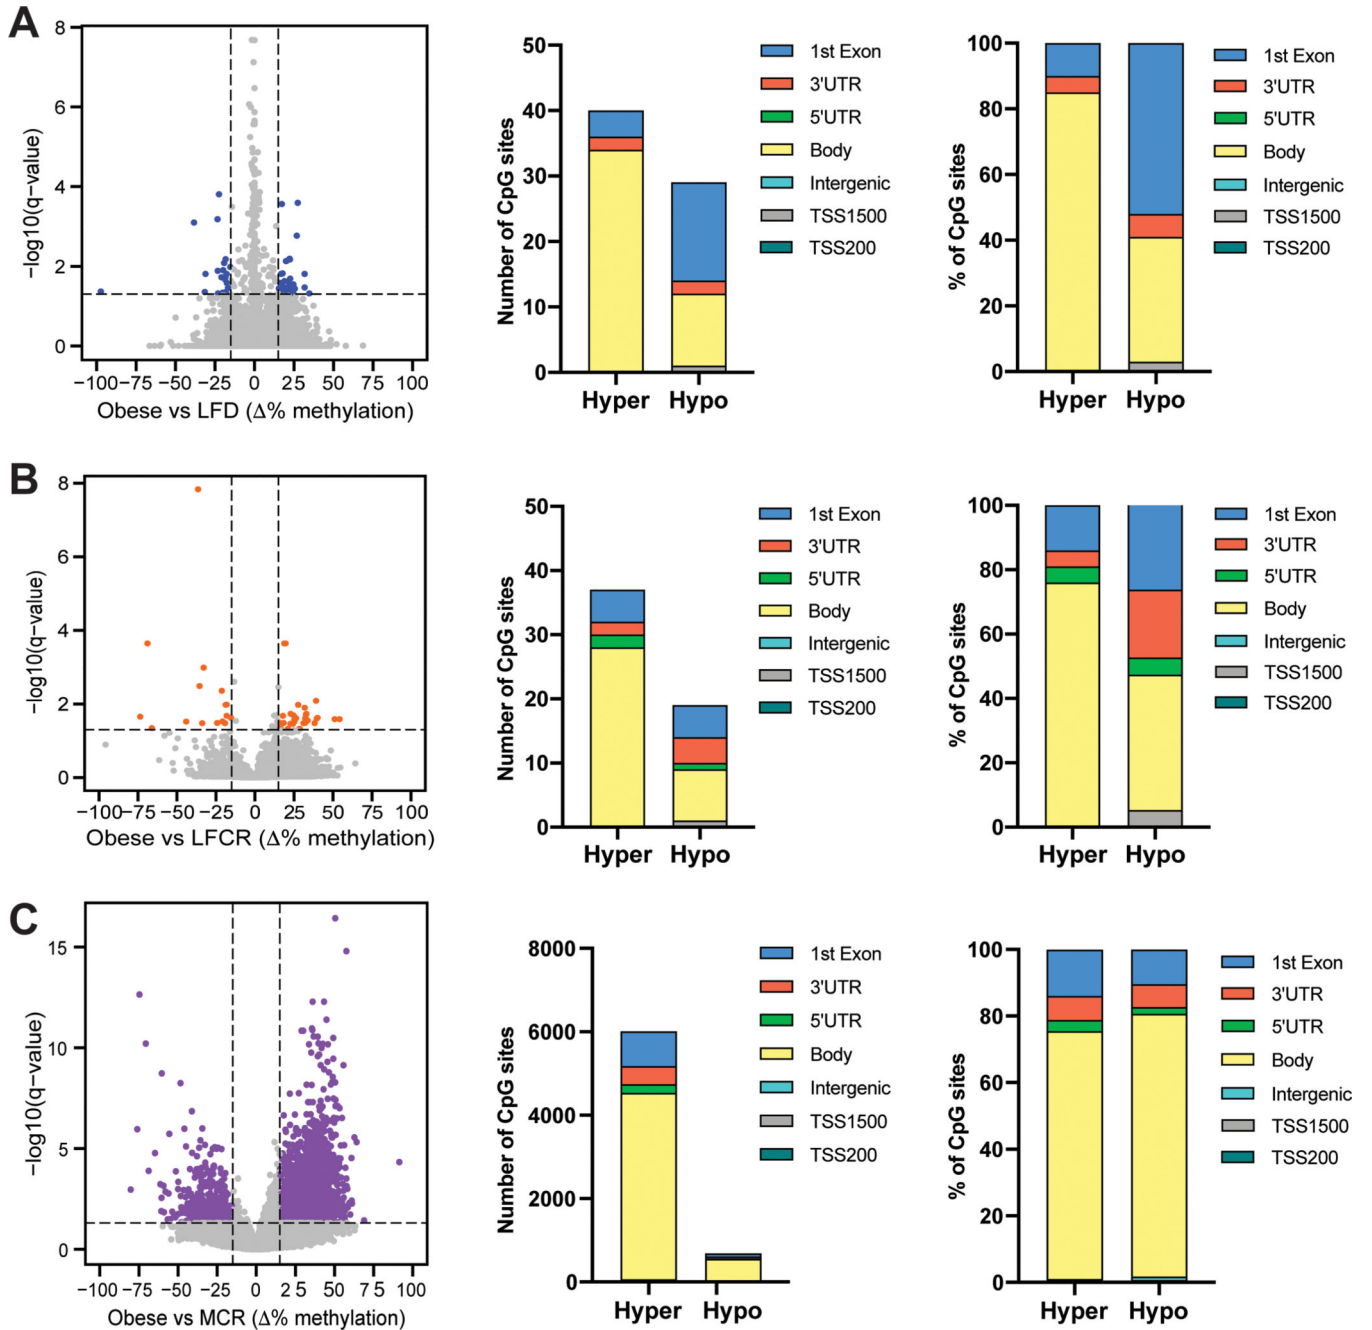 A
8
6
4
2
0
−log10(q−value)
−100 −75 −50 −25 0 25 50 75 100
Obese vs LFD (Δ% methylation)
50
40
30
20
10
0
Number of CpG sites
Hyper Hypo
1st Exon
3'UTR
5'UTR
Body
Intergenic
TSS1500
TSS200
100
80
60
40
20
0
% of CpG sites
Hyper Hypo
1st Exon
3'UTR
5'UTR
Body
Intergenic
TSS1500
TSS200
B
8
6
4
2
0
−log10(q−value)
−100 −75 −50 −25 0 25 50 75 100
Obese vs LFCR (Δ% methylation)
50
40
30
20
10
0
Number of CpG sites
Hyper Hypo
1st Exon
3'UTR
5'UTR
Body
Intergenic
TSS1500
TSS200
100
80
60
40
20
0
% of CpG sites
Hyper Hypo
1st Exon
3'UTR
5'UTR
Body
Intergenic
TSS1500
TSS200
C
15
10
5
0
−log10(q−value)
−100 −75 −50 −25 0 25 50 75 100
Obese vs MCR (Δ% methylation)
8000
6000
4000
2000
0
Number of CpG sites
Hyper Hypo
1st Exon
3'UTR
5'UTR
Body
Intergenic
TSS1500
TSS200
100
80
60
40
20
0
% of CpG sites
Hyper Hypo
1st Exon
3'UTR
5'UTR
Body
Intergenic
TSS1500
TSS200